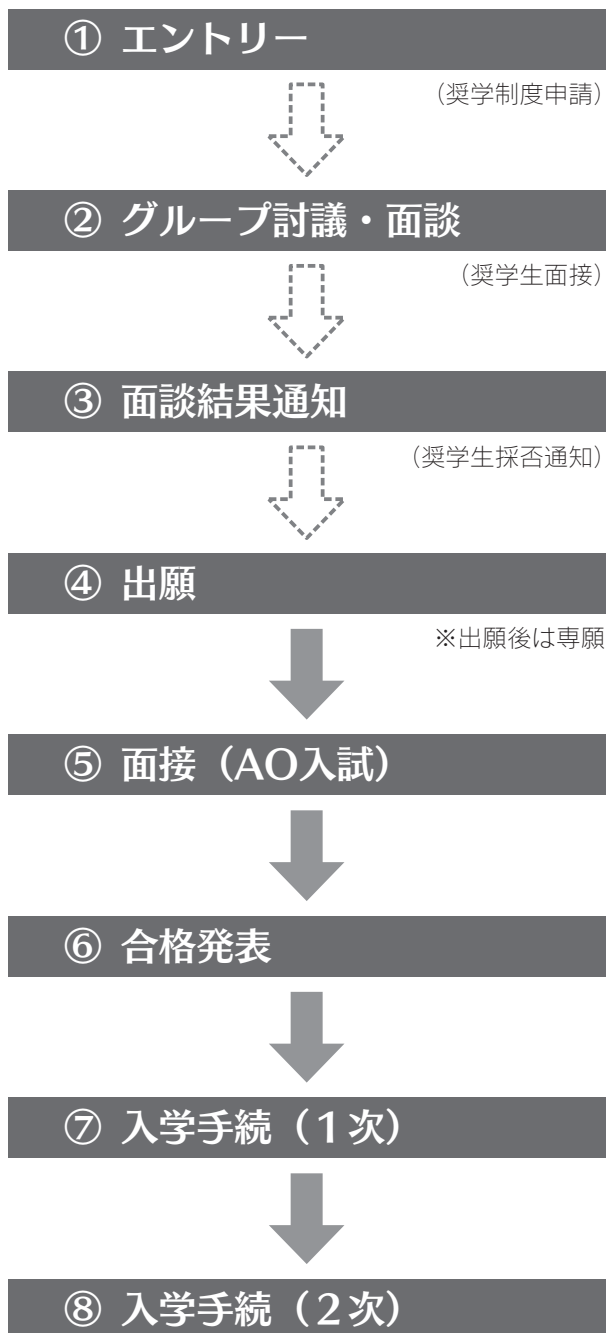 ① エントリー
（奨学制度申請）
② グループ討議・面談
（奨学生面接）
③ 面談結果通知
（奨学生採否通知）
④ 出願
※出願後は専願
⑤ 面接（AO入試）
⑥ 合格発表
⑦ 入学手続（１次）
⑧ 入学手続（２次）